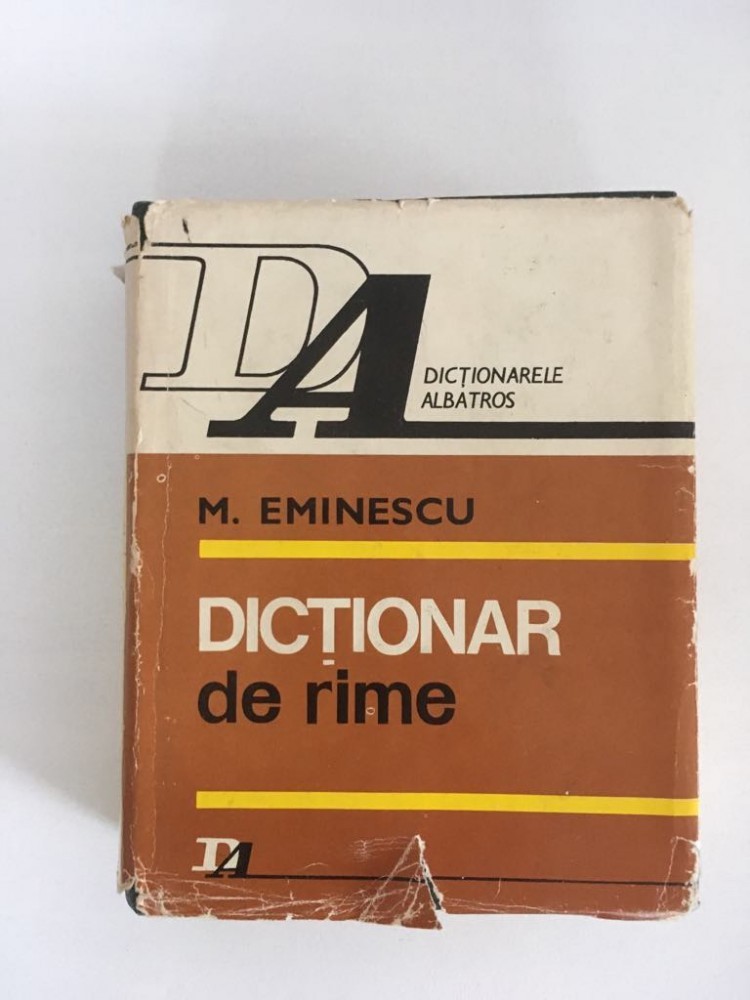 DA
DICȚIONARELE
ALBATROS
M. EMINESCU
DICȚIONAR
de rime
DA